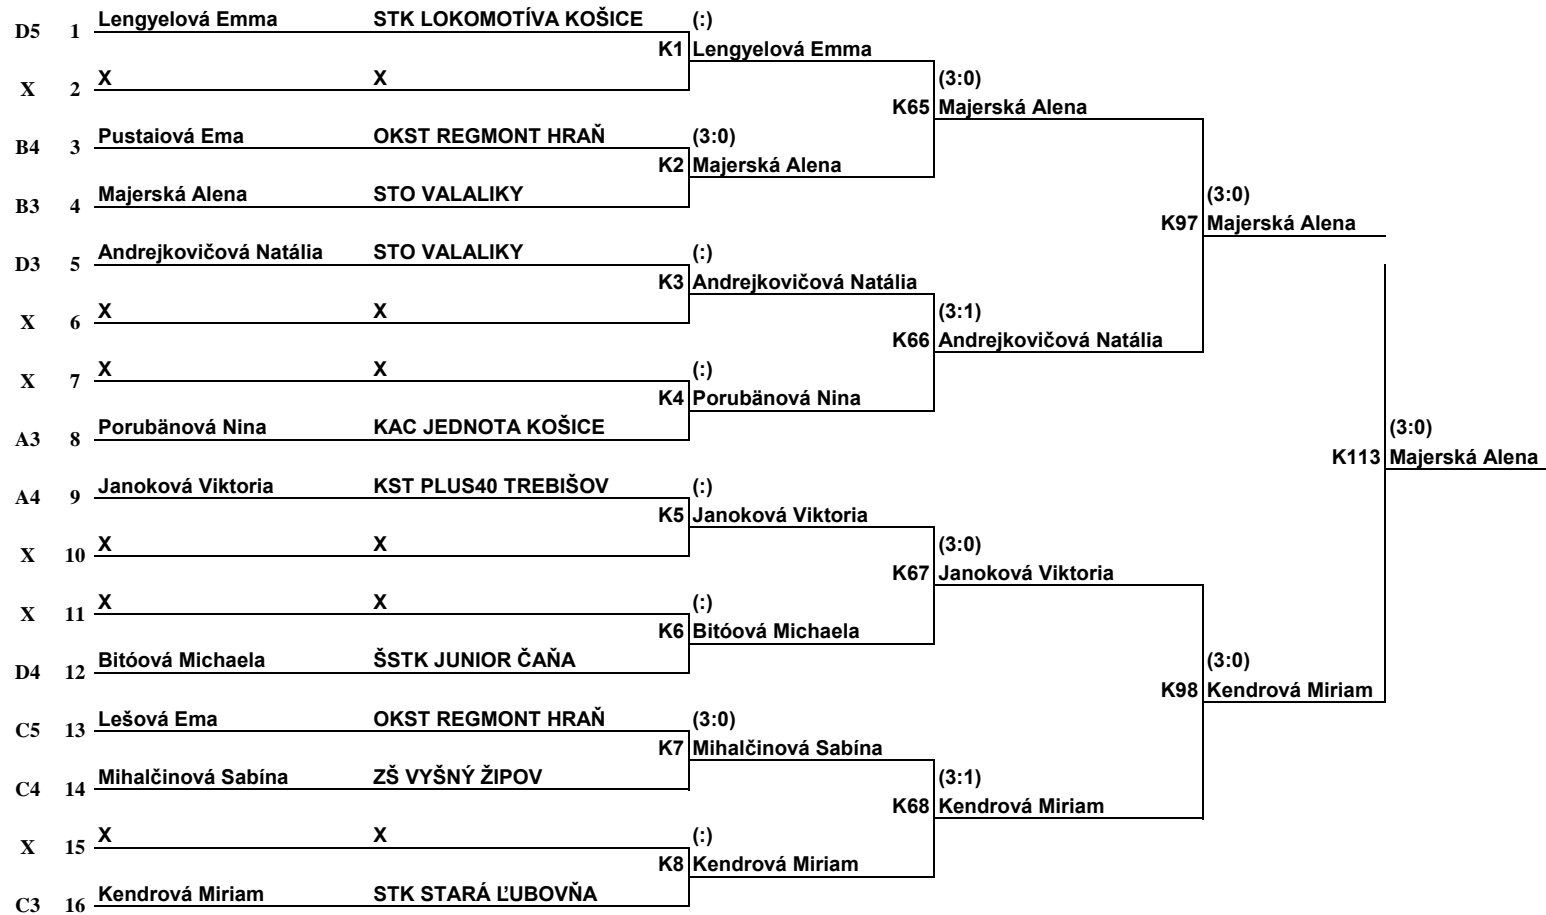 Lengyelová Emma STK LOKOMOTÍVA KOŠICE (:)
D5 1
K1 Lengyelová Emma
X X (3:0)
X 2
K65 Majerská Alena
Pustaiová Ema OKST REGMONT HRAŇ (3:0)
B4 3
K2 Majerská Alena
Majerská Alena STO VALALIKY (3:0)
B3 4
K97 Majerská Alena
Andrejkovičová Natália STO VALALIKY (:)
D3 5
K3 Andrejkovičová Natália
X X (3:1)
X 6
K66 Andrejkovičová Natália
X X (:)
X 7
K4 Porubänová Nina
Porubänová Nina KAC JEDNOTA KOŠICE (3:0)
A3 8
K113 Majerská Alena
Janoková Viktoria KST PLUS40 TREBIŠOV (:)
A4 9
K5 Janoková Viktoria
X X (3:0)
X 10
K67 Janoková Viktoria
X X (:)
X 11
K6 Bitóová Michaela
Bitóová Michaela ŠSTK JUNIOR ČAŇA (3:0)
D4 12
K98 Kendrová Miriam
Lešová Ema OKST REGMONT HRAŇ (3:0)
C5 13
K7 Mihalčinová Sabína
Mihalčinová Sabína ZŠ VYŠNÝ ŽIPOV (3:1)
C4 14
K68 Kendrová Miriam
X X (:)
X 15
K8 Kendrová Miriam
Kendrová Miriam STK STARÁ ĽUBOVŇA
C3 16